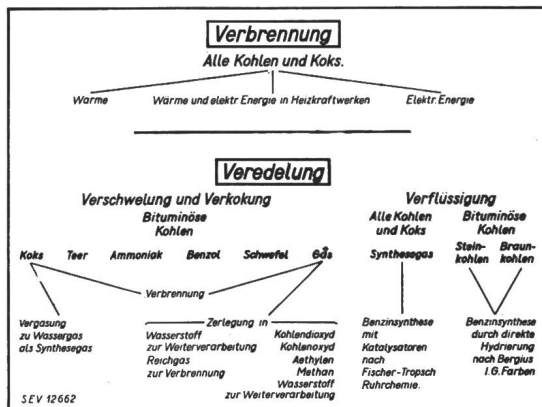 Verbrennung
Alle Kohlen und Koks.
Wärme Wärme und elektr Energie in Heizkraftwerken Elektr. Energie
Veredelung
Verschwelung und Verkokung
Bituminöse
Kohlen
Koks Teer Ammoniak Benzol Schwefel Gas
Verbrennung
Vergasung
zu Wassergas
als Synthesegas
Zerlegung in
Wasserstoff
zur Weiterverarbeitung
Reichgas
zur Verbrennung
Kohlendioxyd
Kohlenoxyd
Aethylen
Methan
Wasserstoff
zur Weiterverarbeitung
Verflüssigung
Alle Kohlen
und Koks
Synthesegas
Benzinsynthese
mit
Katalysatoren
nach
Fischer-Tropsch
Ruhrchemie.
Bituminöse
Kohlen
Stein-
kohlen
Braun-
kohlen
Benzinsynthese
durch direkte
Hydrierung
nach Bergius
I.G. Farben
SEV 12662